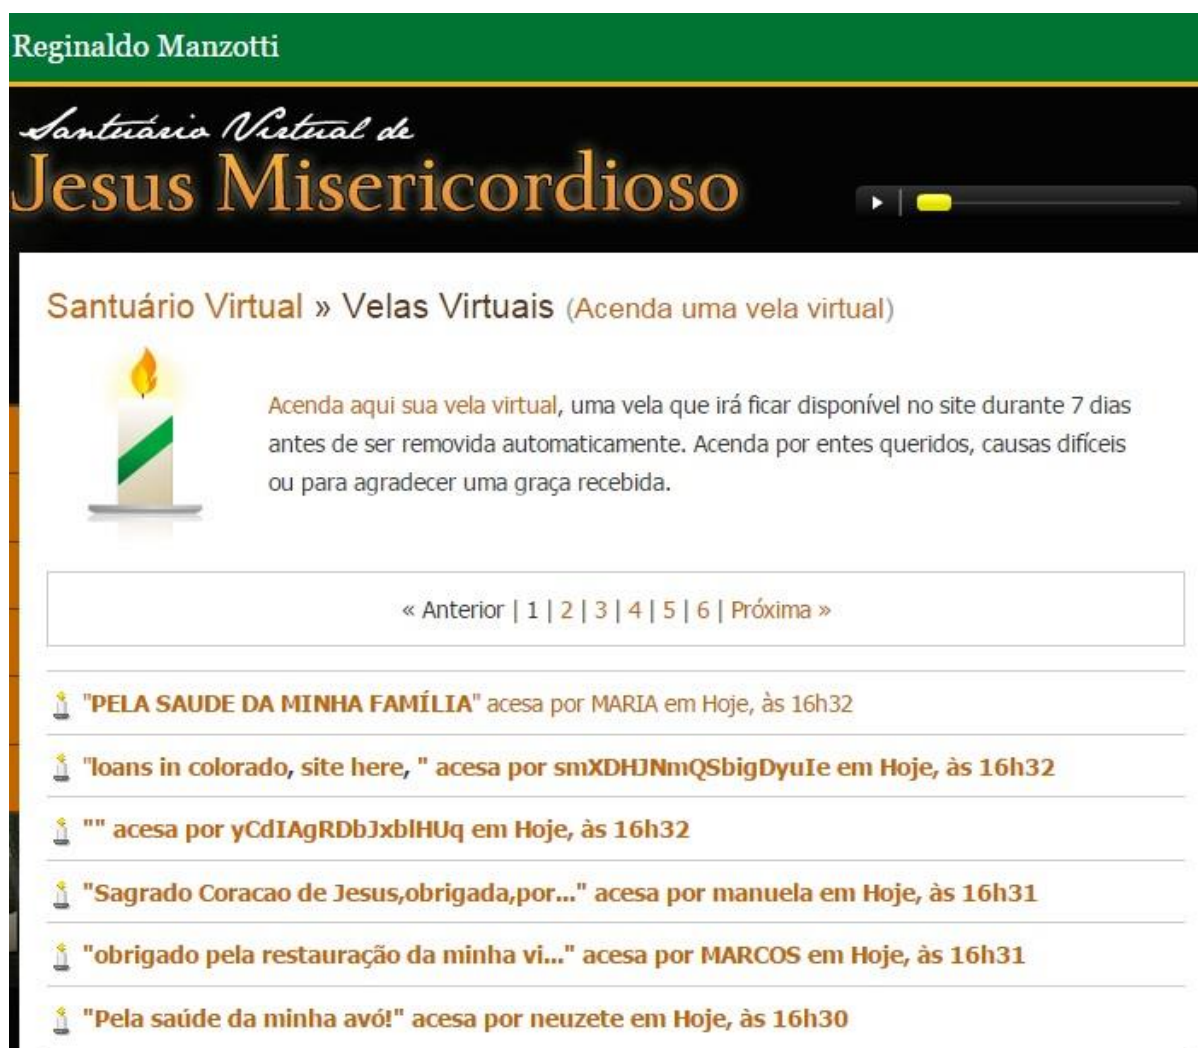 Reginaldo Manzotti
Santuário Virtual de
Jesus Misericordioso
Santuário Virtual » Velas Virtuais (Acenda uma vela virtual)
Acenda aqui sua vela virtual, uma vela que irá ficar disponível no site durante 7 dias
antes de ser removida automaticamente. Acenda por entes queridos, causas difíceis
ou para agradecer uma graça recebida.
« Anterior | 1 | 2 | 3 | 4 | 5 | 6 | Próxima »
"PELA SAUDE DA MINHA FAMÍLIA" acesa por MARIA em Hoje, às 16h32
"loans in colorado, site here, " acesa por smXDHJNmQSbigDyuIe em Hoje, às 16h32
"" acesa por yCdIAgRDbJxblHUq em Hoje, às 16h32
"Sagrado Coracao de Jesus,obrigada,por..." acesa por manuela em Hoje, às 16h31
"obrigado pela restauração da minha vi..." acesa por MARCOS em Hoje, às 16h31
"Pela saúde da minha avó!" acesa por neuzete em Hoje, às 16h30